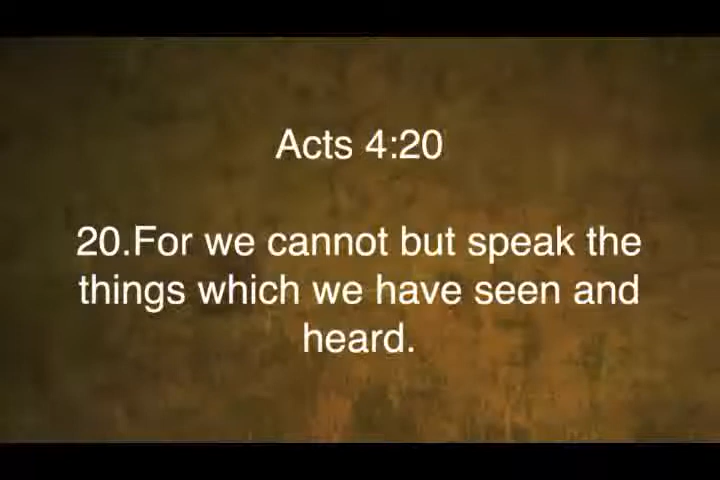 Acts 4:20
20.For we cannot but speak the
things which we have seen and
heard.